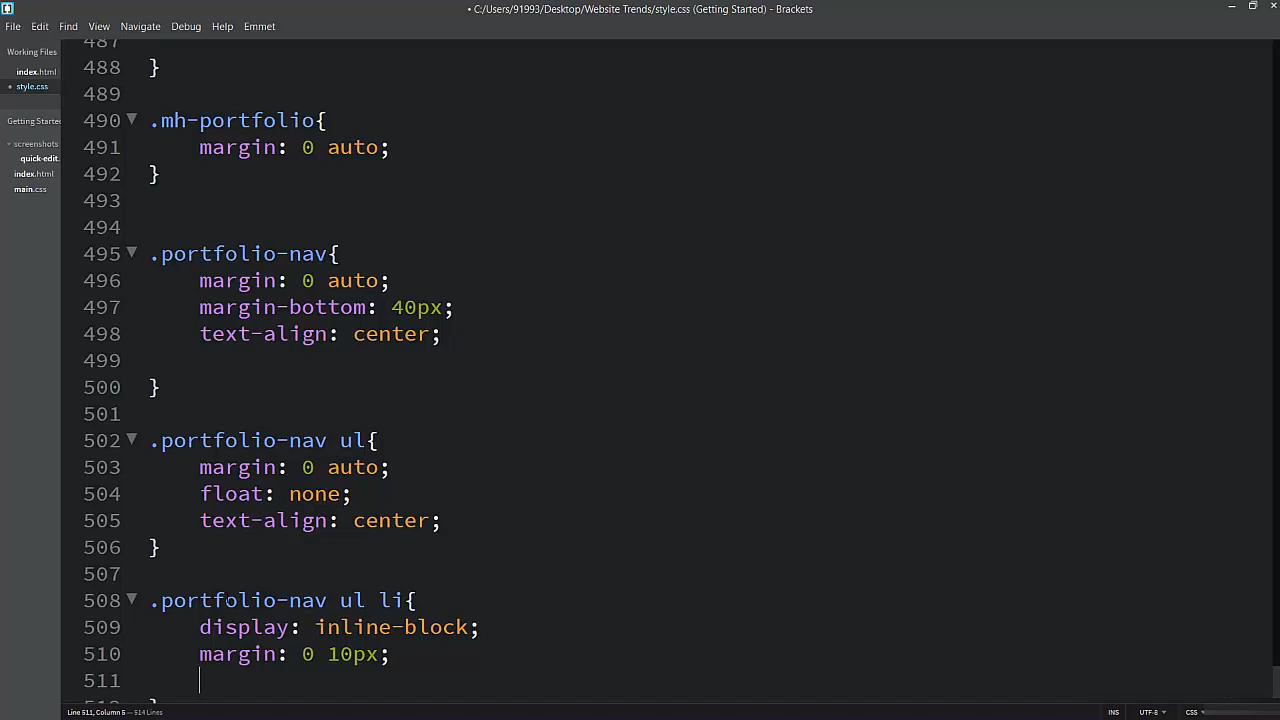 • C:/Users/91993/Desktop/Website Trends/style.css (Getting Started) - Brackets
File Edit Find View Navigate Debug Help Emmet
Working Files
index.html
• style.css
Getting Started
screenshots
quick-edit.
index.html
main.css
487
488 }
489
490 .mh-portfolio{
491 margin: 0 auto;
492 }
493
494
495 .portfolio-nav{
496 margin: 0 auto;
497 margin-bottom: 40px;
498 text-align: center;
499
500 }
501
502 .portfolio-nav ul{
503 margin: 0 auto;
504 float: none;
505 text-align: center;
506 }
507
508 .portfolio-nav ul li{
509 display: inline-block;
510 margin: 0 10px;
511
512 }
Line 511, Column 5 — 514 Lines
INS UTF-8 CSS